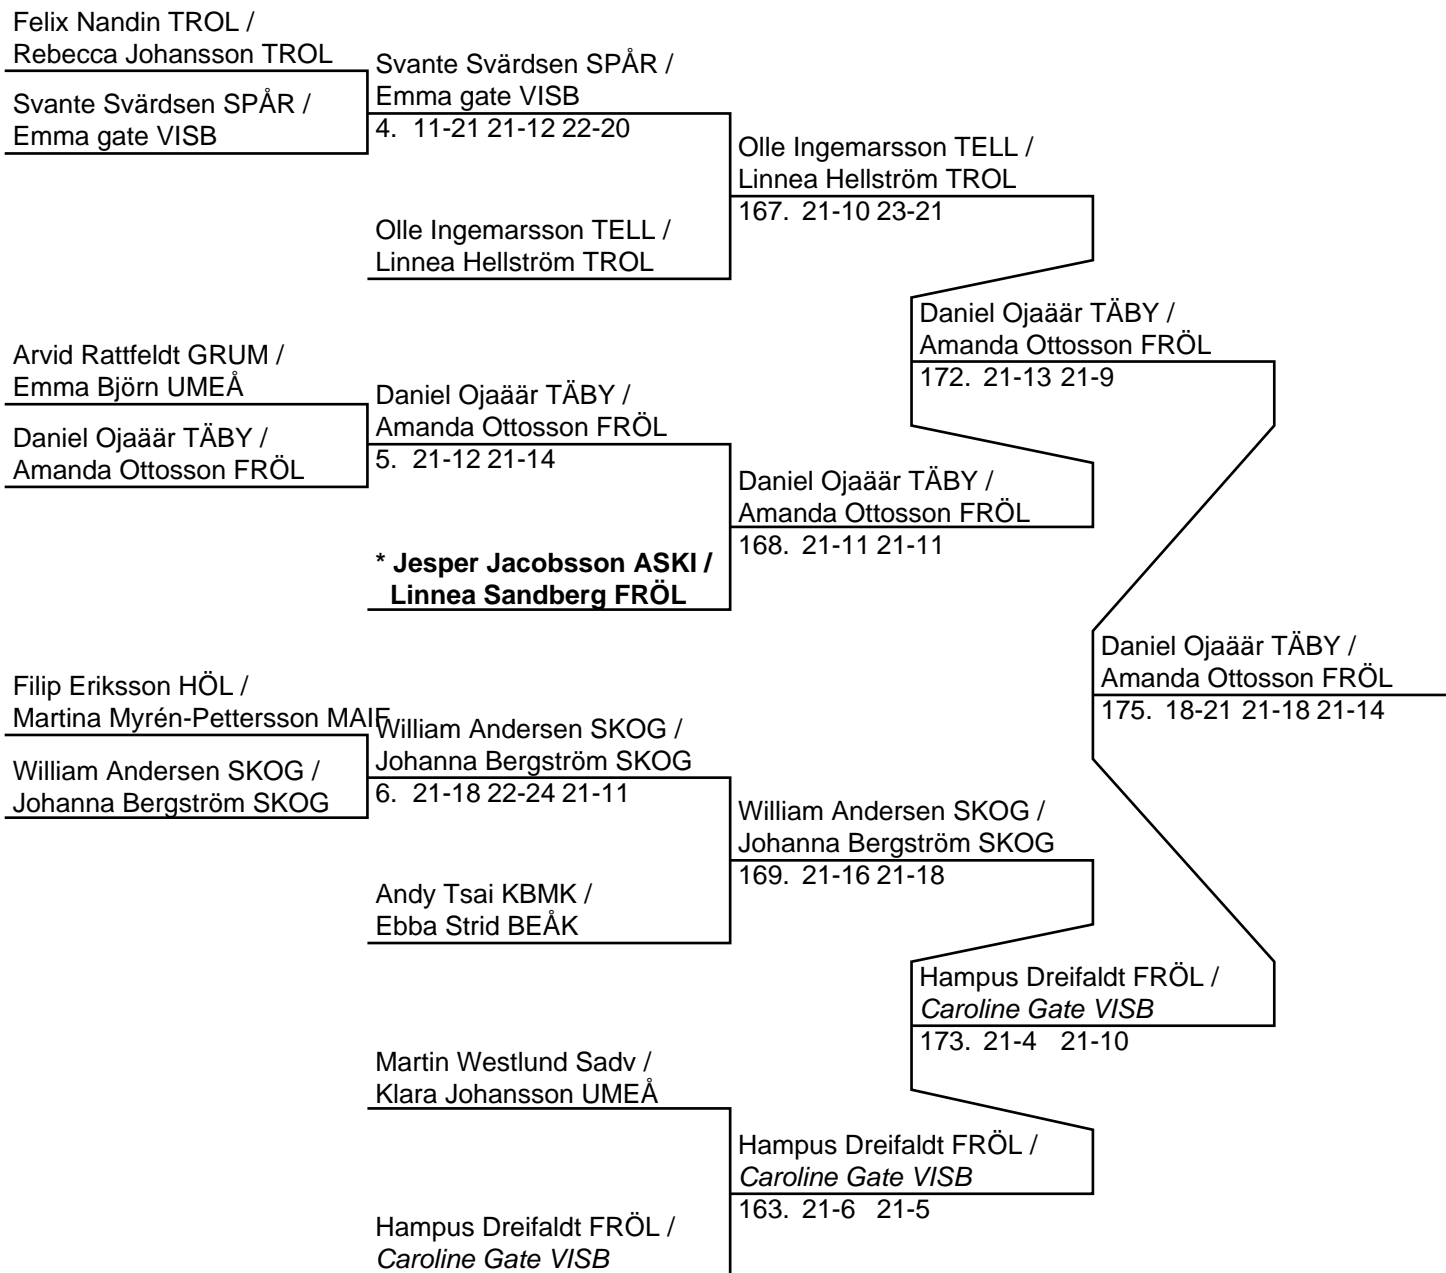 Felix Nandin TROL /
Rebecca Johansson TROL
Svante Svärdsen SPÅR /
Emma gate VISB
Svante Svärdsen SPÅR /
Emma gate VISB
4. 11-21 21-12 22-20
Olle Ingemarsson TELL /
Linnea Hellström TROL
Olle Ingemarsson TELL /
Linnea Hellström TROL
167. 21-10 23-21
Arvid Rattfeldt GRUM /
Emma Björn UMEÅ
Daniel Ojaäär TÄBY /
Amanda Ottosson FRÖL
Daniel Ojaäär TÄBY /
Amanda Ottosson FRÖL
5. 21-12 21-14
* Jesper Jacobsson ASKI /
Linnea Sandberg FRÖL
Daniel Ojaäär TÄBY /
Amanda Ottosson FRÖL
168. 21-11 21-11
Daniel Ojaäär TÄBY /
Amanda Ottosson FRÖL
172. 21-13 21-9
Filip Eriksson HÖL /
Martina Myrén-Pettersson MAIF
William Andersen SKOG /
Johanna Bergström SKOG
William Andersen SKOG /
Johanna Bergström SKOG
6. 21-18 22-24 21-11
Andy Tsai KBMK /
Ebba Strid BEÅK
William Andersen SKOG /
Johanna Bergström SKOG
169. 21-16 21-18
Martin Westlund Sadv /
Klara Johansson UMEÅ
Hampus Dreifaldt FRÖL /
Caroline Gate VISB
Hampus Dreifaldt FRÖL /
Caroline Gate VISB
163. 21-6 21-5
Hampus Dreifaldt FRÖL /
Caroline Gate VISB
173. 21-4 21-10
Daniel Ojaäär TÄBY /
Amanda Ottosson FRÖL
175. 18-21 21-18 21-14